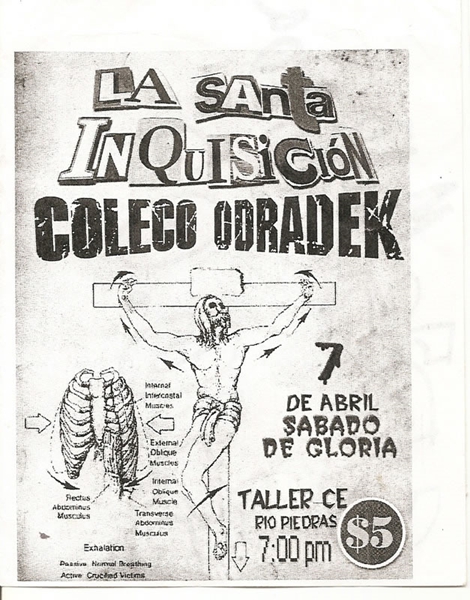 LA SAnta
INQUISiCIÓN
COLECO ODRADEK
7
DE ABRIL
SABADO
DE GLORIA
Internal
Intercostal
Muscles
External
Oblique
Muscles
Internal
Oblique
Muscle
Transverse
Abdominus
Musculus
Rectus
Abdominus
Musculus
Exhalation
Passive Normal Breathing
Active Crucified Victims
TALLER CE
RIO PIEDRAS
7:00 pm
$5